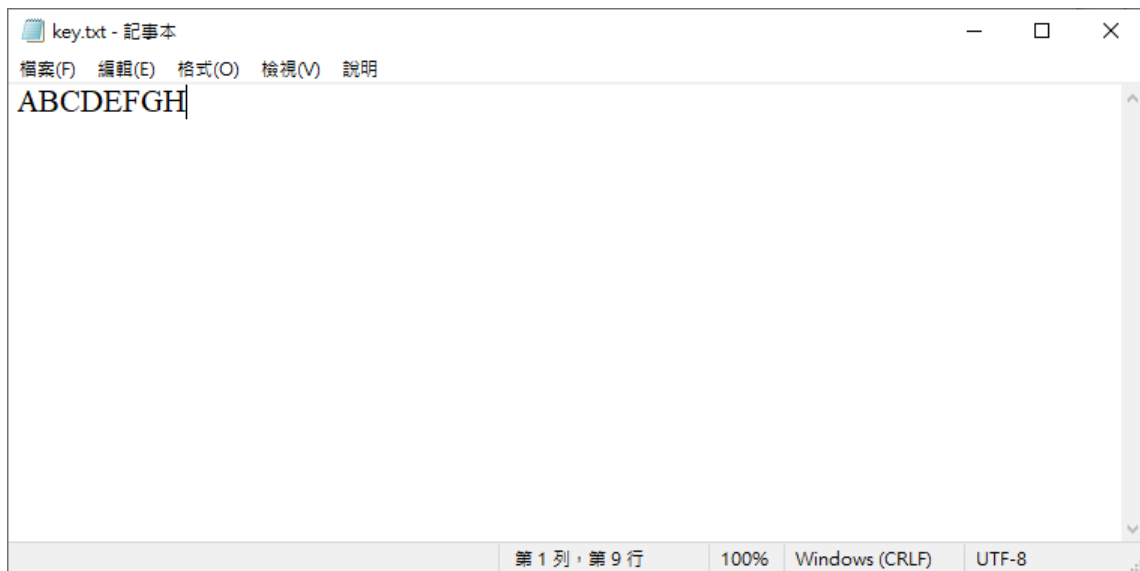 key.txt - 記事本
檔案(F) 編輯(E) 格式(O) 檢視(V) 說明
ABCDEFGH
第 1 列，第 9 行 100% Windows (CRLF) UTF-8